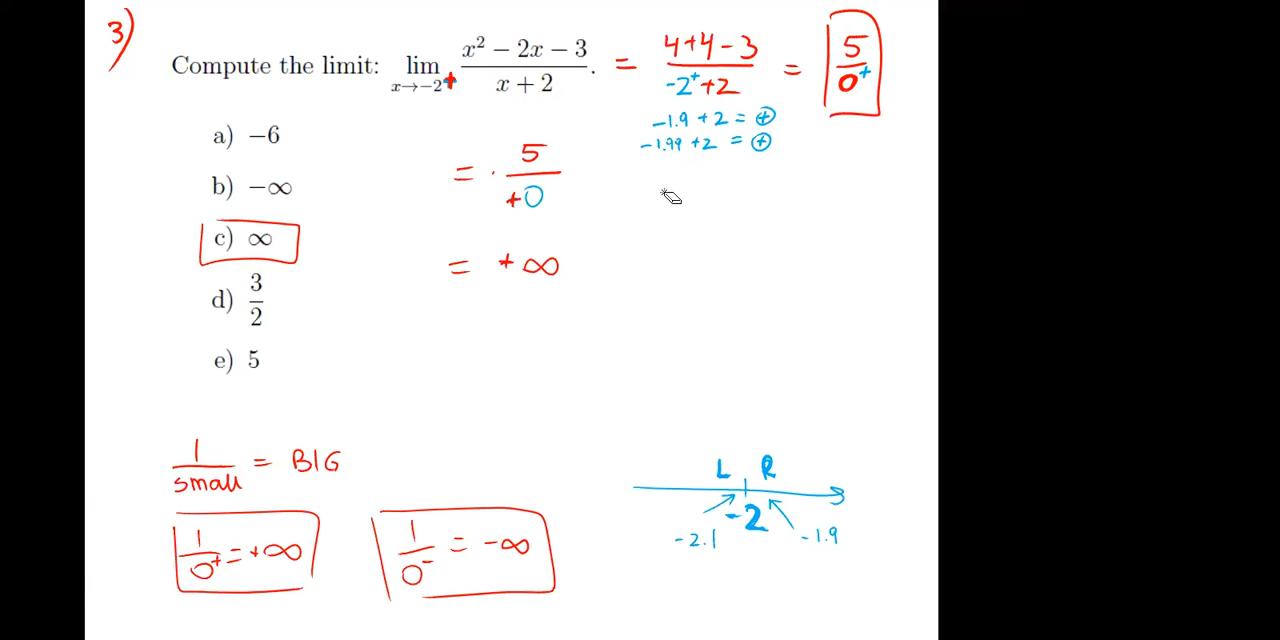 3)
Compute the limit: lim x→−2⁺ (x² − 2x − 3)/(x + 2). = (4+4−3)/(−2⁺+2) = 5/0⁺
−1.9 + 2 = ⊕
−1.99 + 2 = ⊕
a) −6
= 5/+0
b) −∞
c) ∞
= +∞
d) 3/2
e) 5
1/small = BIG
L R
−2
−2.1 −1.9
1/0⁺ = +∞ 1/0⁻ = −∞